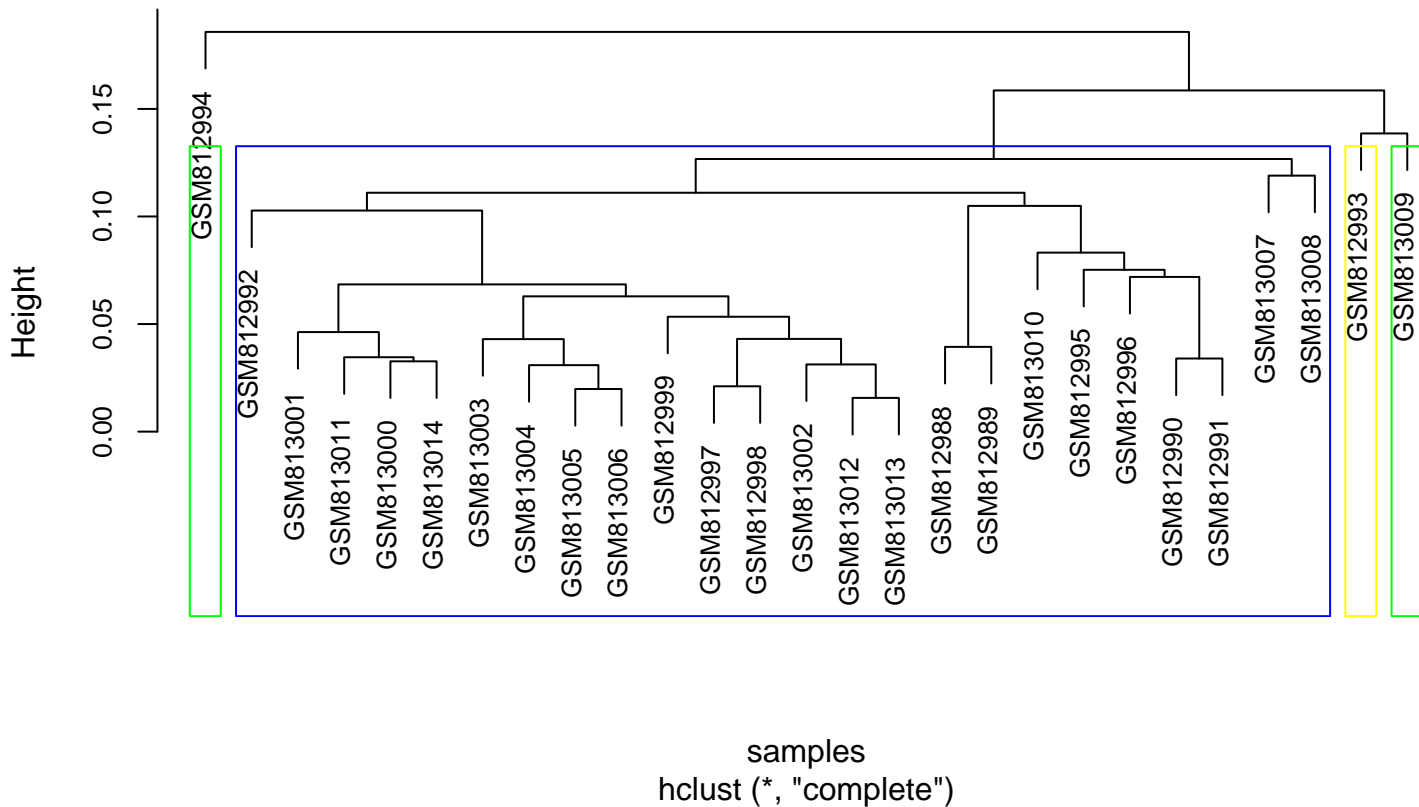 Height
0.15
0.10
0.05
0.00
GSM812994
GSM812992
GSM813001
GSM813011
GSM813000
GSM813014
GSM813003
GSM813004
GSM813005
GSM813006
GSM812999
GSM812997
GSM812998
GSM813002
GSM813012
GSM813013
GSM812988
GSM812989
GSM813010
GSM812995
GSM812996
GSM812990
GSM812991
GSM813007
GSM813008
GSM812993
GSM813009
samples
hclust (*, "complete")